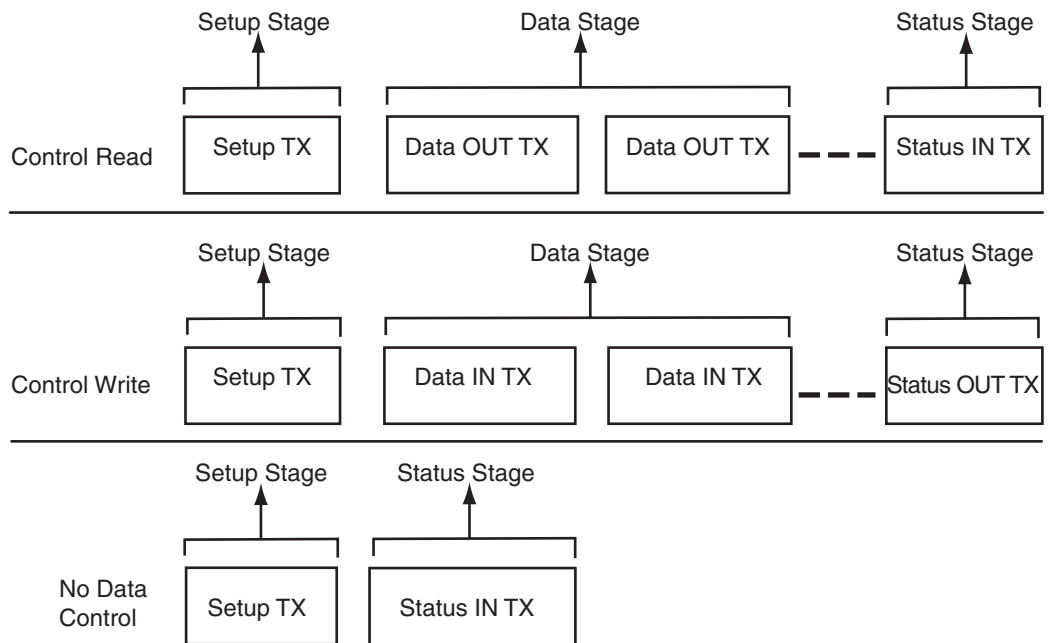 Setup Stage Data Stage Status Stage
Control Read Setup TX Data OUT TX Data OUT TX Status IN TX
Setup Stage Data Stage Status Stage
Control Write Setup TX Data IN TX Data IN TX Status OUT TX
Setup Stage Status Stage
No Data
Control
Setup TX Status IN TX